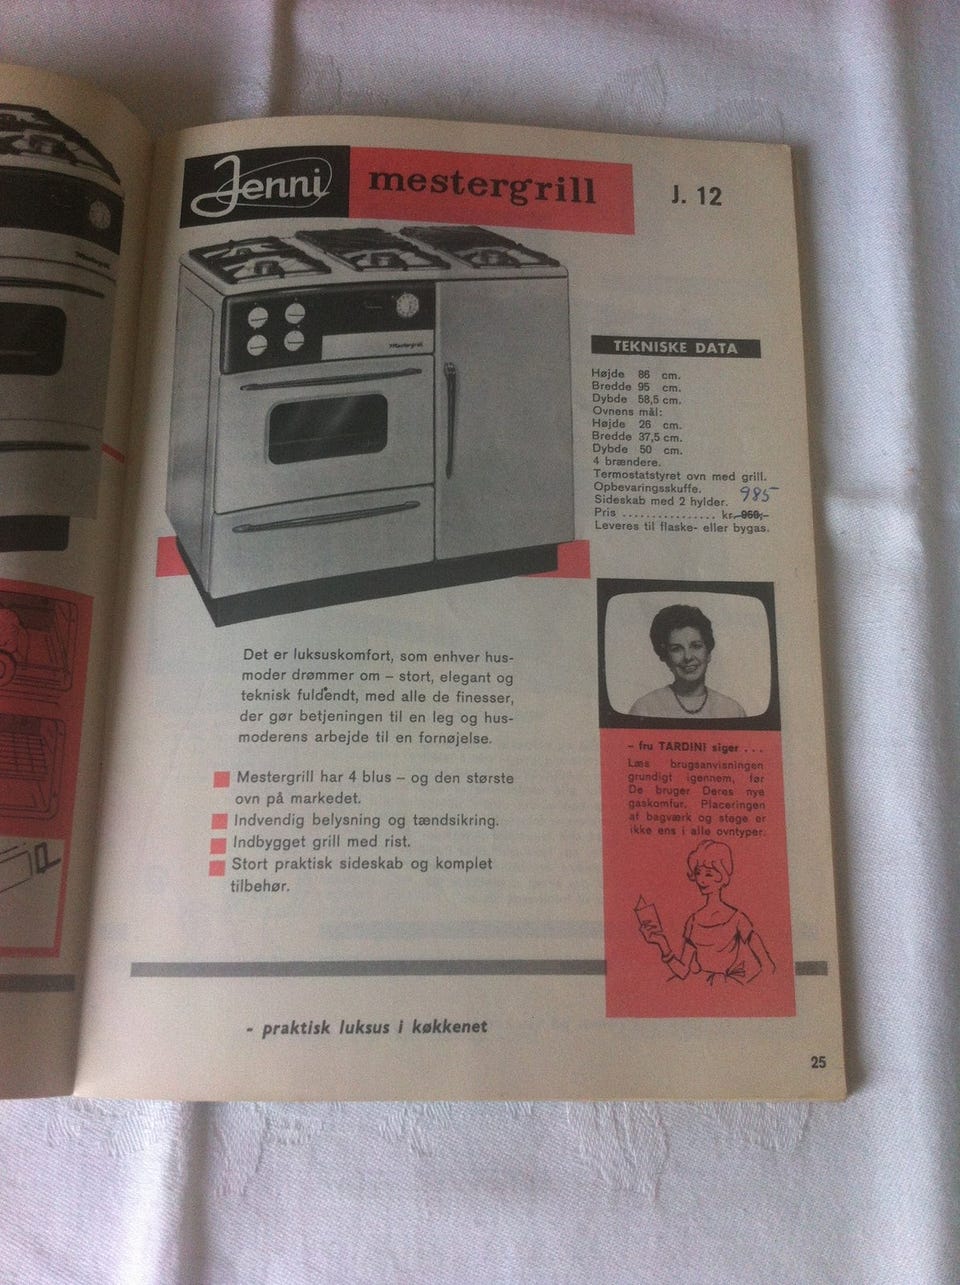 Jenni mestergrill J. 12
Mestergrill
TEKNISKE DATA
Højde 86 cm.
Bredde 95 cm.
Dybde 58,5 cm.
Ovnens mål:
Højde 26 cm.
Bredde 37,5 cm.
Dybde 50 cm.
4 brændere.
Termostatstyret ovn med grill.
Opbevaringsskuffe.
985
Sideskab med 2 hylder.
Pris ................ kr.
Leveres til flaske- eller bygas.
Det er luksuskomfort, som enhver hus-
moder drømmer om – stort, elegant og
teknisk fuldendt, med alle de finesser,
der gør betjeningen til en leg og hus-
moderens arbejde til en fornøjelse.
Mestergrill har 4 blus – og den største
ovn på markedet.
Indvendig belysning og tændsikring.
Indbygget grill med rist.
Stort praktisk sideskab og komplet
tilbehør.
– fru TARDINI siger ...
Læs brugsanvisningen
grundigt igennem, før
De bruger Deres nye
gaskomfur. Placeringen
af bagværk og stege er
ikke ens i alle ovntyper.
- praktisk luksus i køkkenet
25